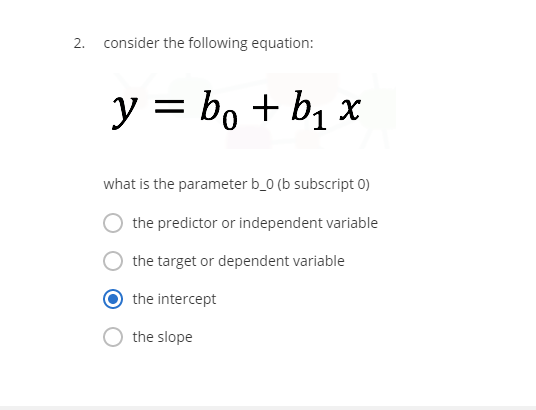 2. consider the following equation:
y = b₀ + b₁ x
what is the parameter b_0 (b subscript 0)
the predictor or independent variable
the target or dependent variable
the intercept
the slope